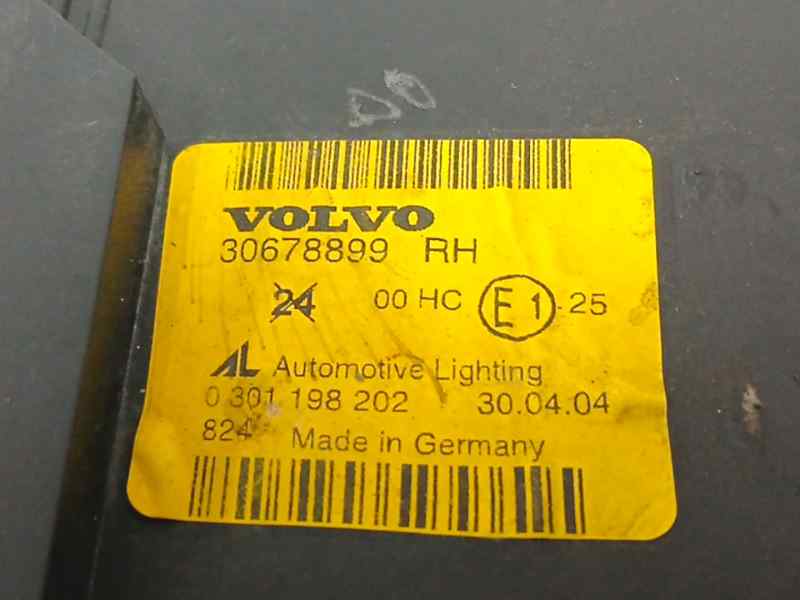 VOLVO
30678899 RH
24 00 HC E1 25
AL Automotive Lighting
0 301 198 202 30.04.04
824 Made in Germany